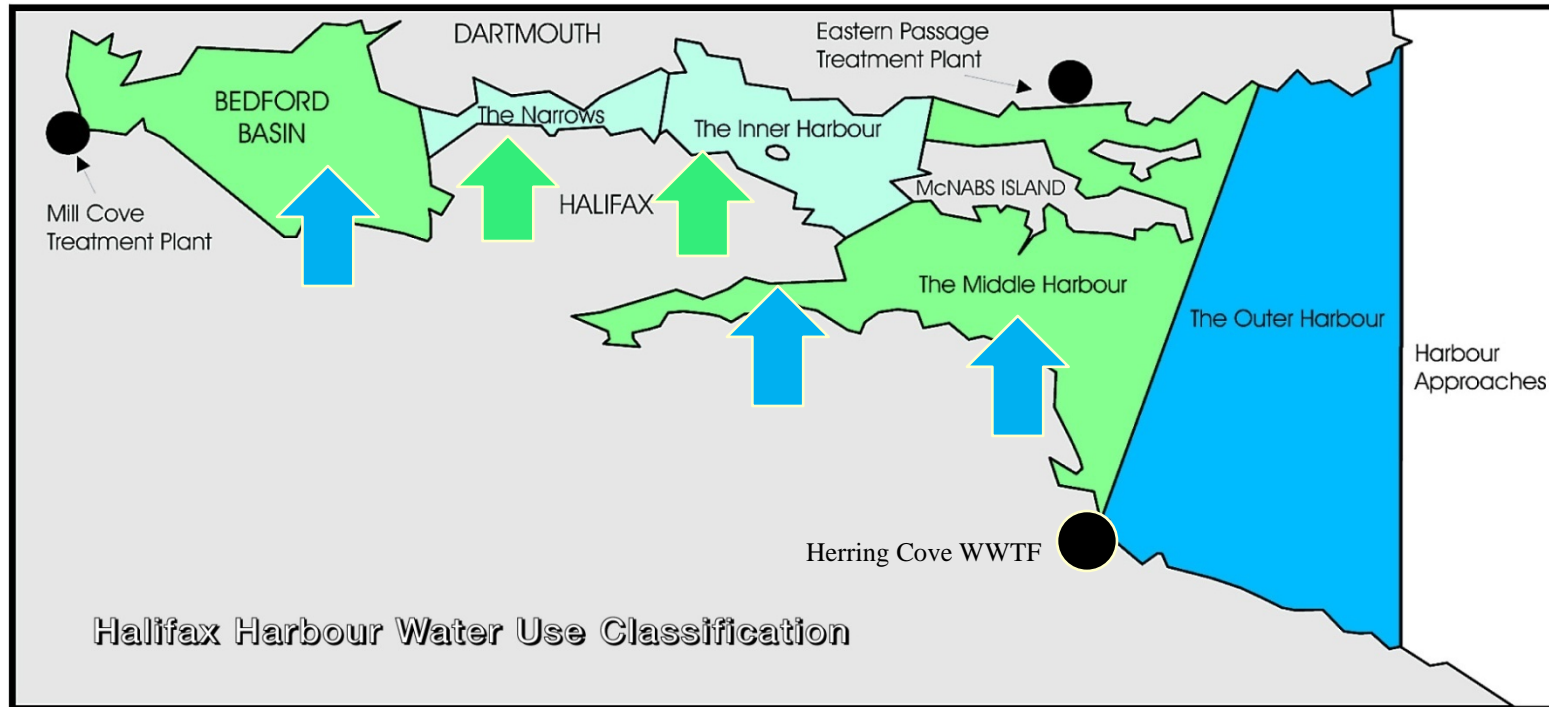 DARTMOUTH
Eastern Passage
Treatment Plant
BEDFORD
BASIN
The Narrows
The Inner Harbour
McNABS ISLAND
HALIFAX
Mill Cove
Treatment Plant
The Middle Harbour
The Outer Harbour
Harbour
Approaches
Herring Cove WWTF
Halifax Harbour Water Use Classification